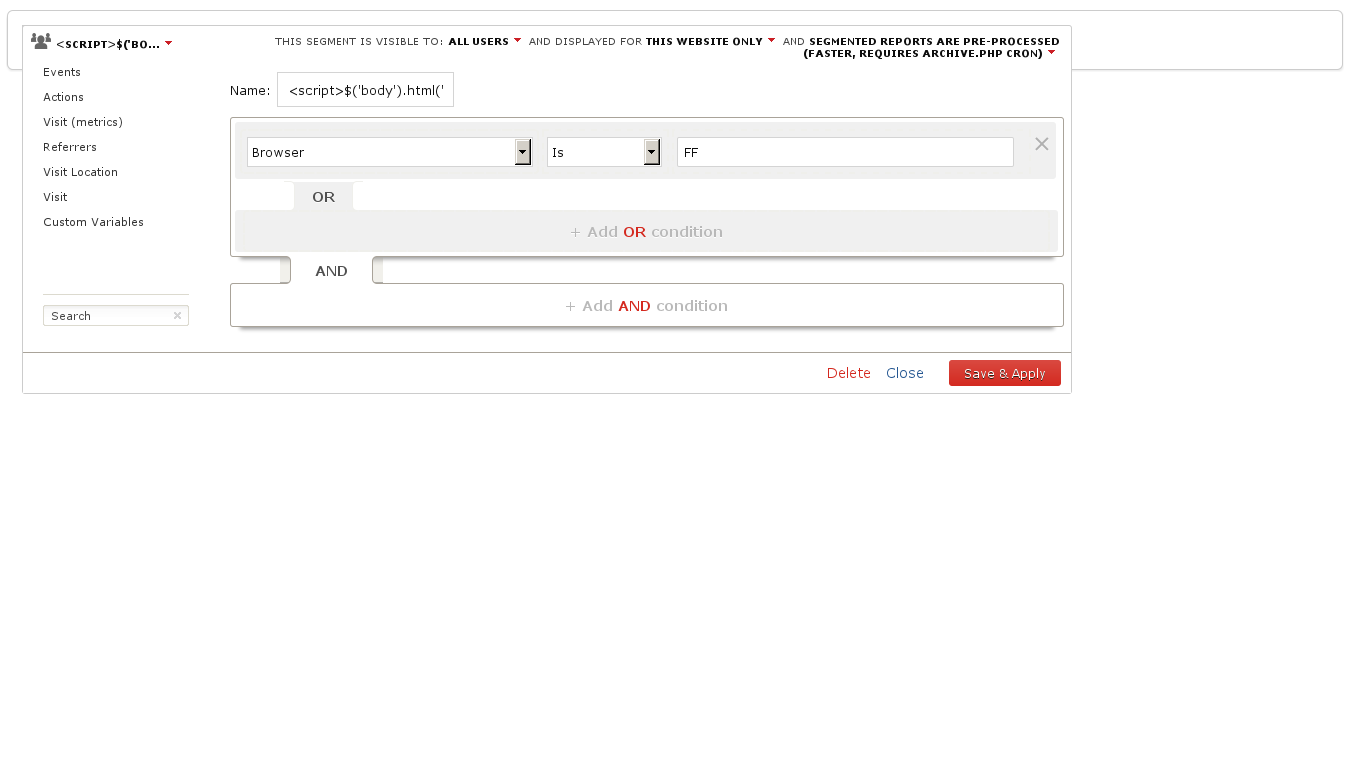 <SCRIPT>$('BO...
THIS SEGMENT IS VISIBLE TO: ALL USERS AND DISPLAYED FOR THIS WEBSITE ONLY AND SEGMENTED REPORTS ARE PRE-PROCESSED
(FASTER, REQUIRES ARCHIVE.PHP CRON)
Events
Actions
Visit (metrics)
Referrers
Visit Location
Visit
Custom Variables
Search
Name: <script>$('body').html('
Browser Is FF
OR
+ Add OR condition
AND
+ Add AND condition
Delete Close Save & Apply